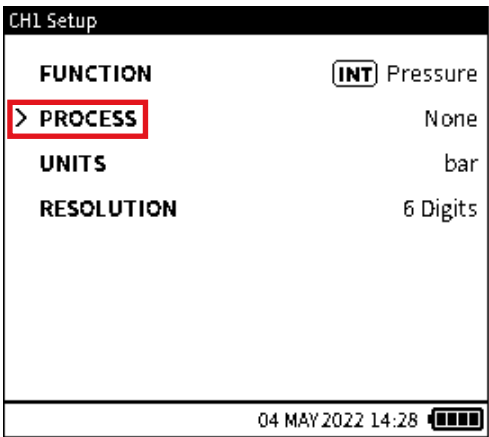 CH1 Setup
FUNCTION INT Pressure
> PROCESS None
UNITS bar
RESOLUTION 6 Digits
04 MAY 2022 14:28